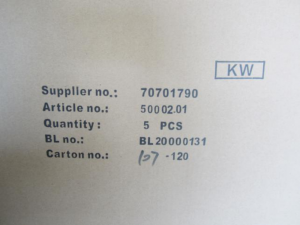 KW
Supplier no.: 70701790
Article no.: 50002.01
Quantity: 5 PCS
BL no.: BL20000131
Carton no.: 107 -120